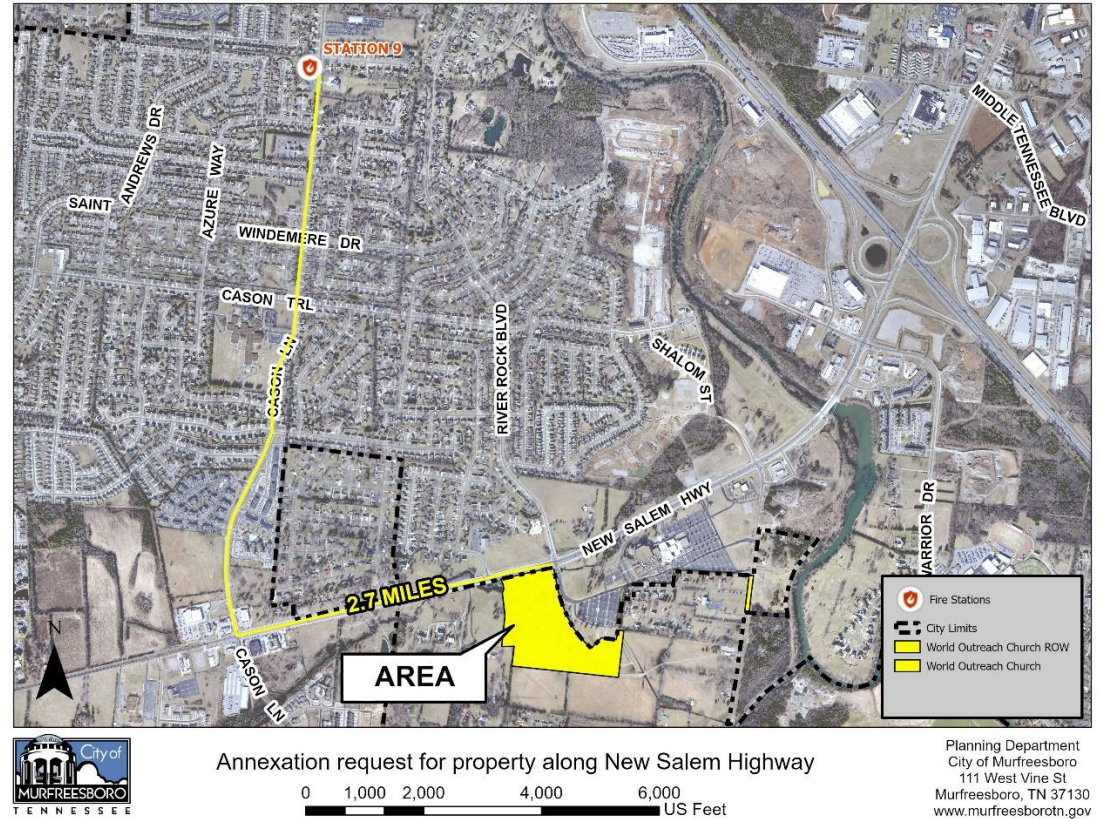 STATION 9
MIDDLE TENNESSEE BLVD
SAINT ANDREWS DR
AZURE WAY
WINDEMERE DR
CASON TRL
CASON LN
RIVER ROCK BLVD
SHALOM ST
NEW SALEM HWY
WARRIOR DR
2.7 MILES
AREA
CASON LN
N
Fire Stations
City Limits
World Outreach Church ROW
World Outreach Church
City of
MURFREESBORO
TENNESSEE
Annexation request for property along New Salem Highway
0 1,000 2,000 4,000 6,000
US Feet
Planning Department
City of Murfreesboro
111 West Vine St
Murfreesboro, TN 37130
www.murfreesborotn.gov